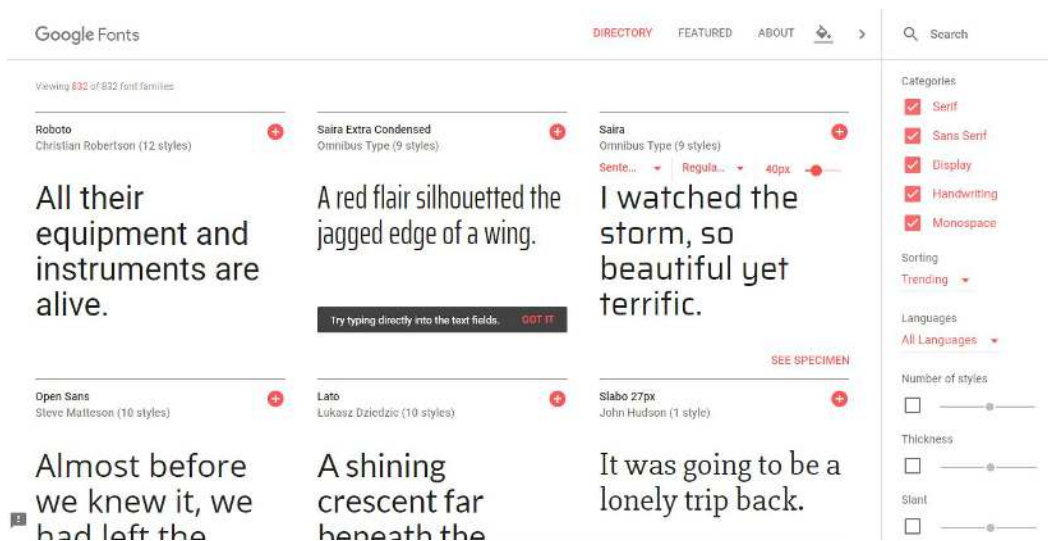 Google Fonts
DIRECTORY FEATURED ABOUT
Search
Viewing 832 of 832 font families
Roboto
Christian Robertson (12 styles)
All their
equipment and
instruments are
alive.
Saira Extra Condensed
Omnibus Type (9 styles)
A red flair silhouetted the
jagged edge of a wing.
Try typing directly into the text fields. GOT IT
Saira
Omnibus Type (9 styles)
Sente... Regula... 40px
I watched the
storm, so
beautiful yet
terrific.
SEE SPECIMEN
Open Sans
Steve Matteson (10 styles)
Almost before
we knew it, we
had left the
Lato
Łukasz Dziedzic (10 styles)
A shining
crescent far
beneath the
Slabo 27px
John Hudson (1 style)
It was going to be a
lonely trip back.
Categories
Serif
Sans Serif
Display
Handwriting
Monospace
Sorting
Trending
Languages
All Languages
Number of styles
Thickness
Slant